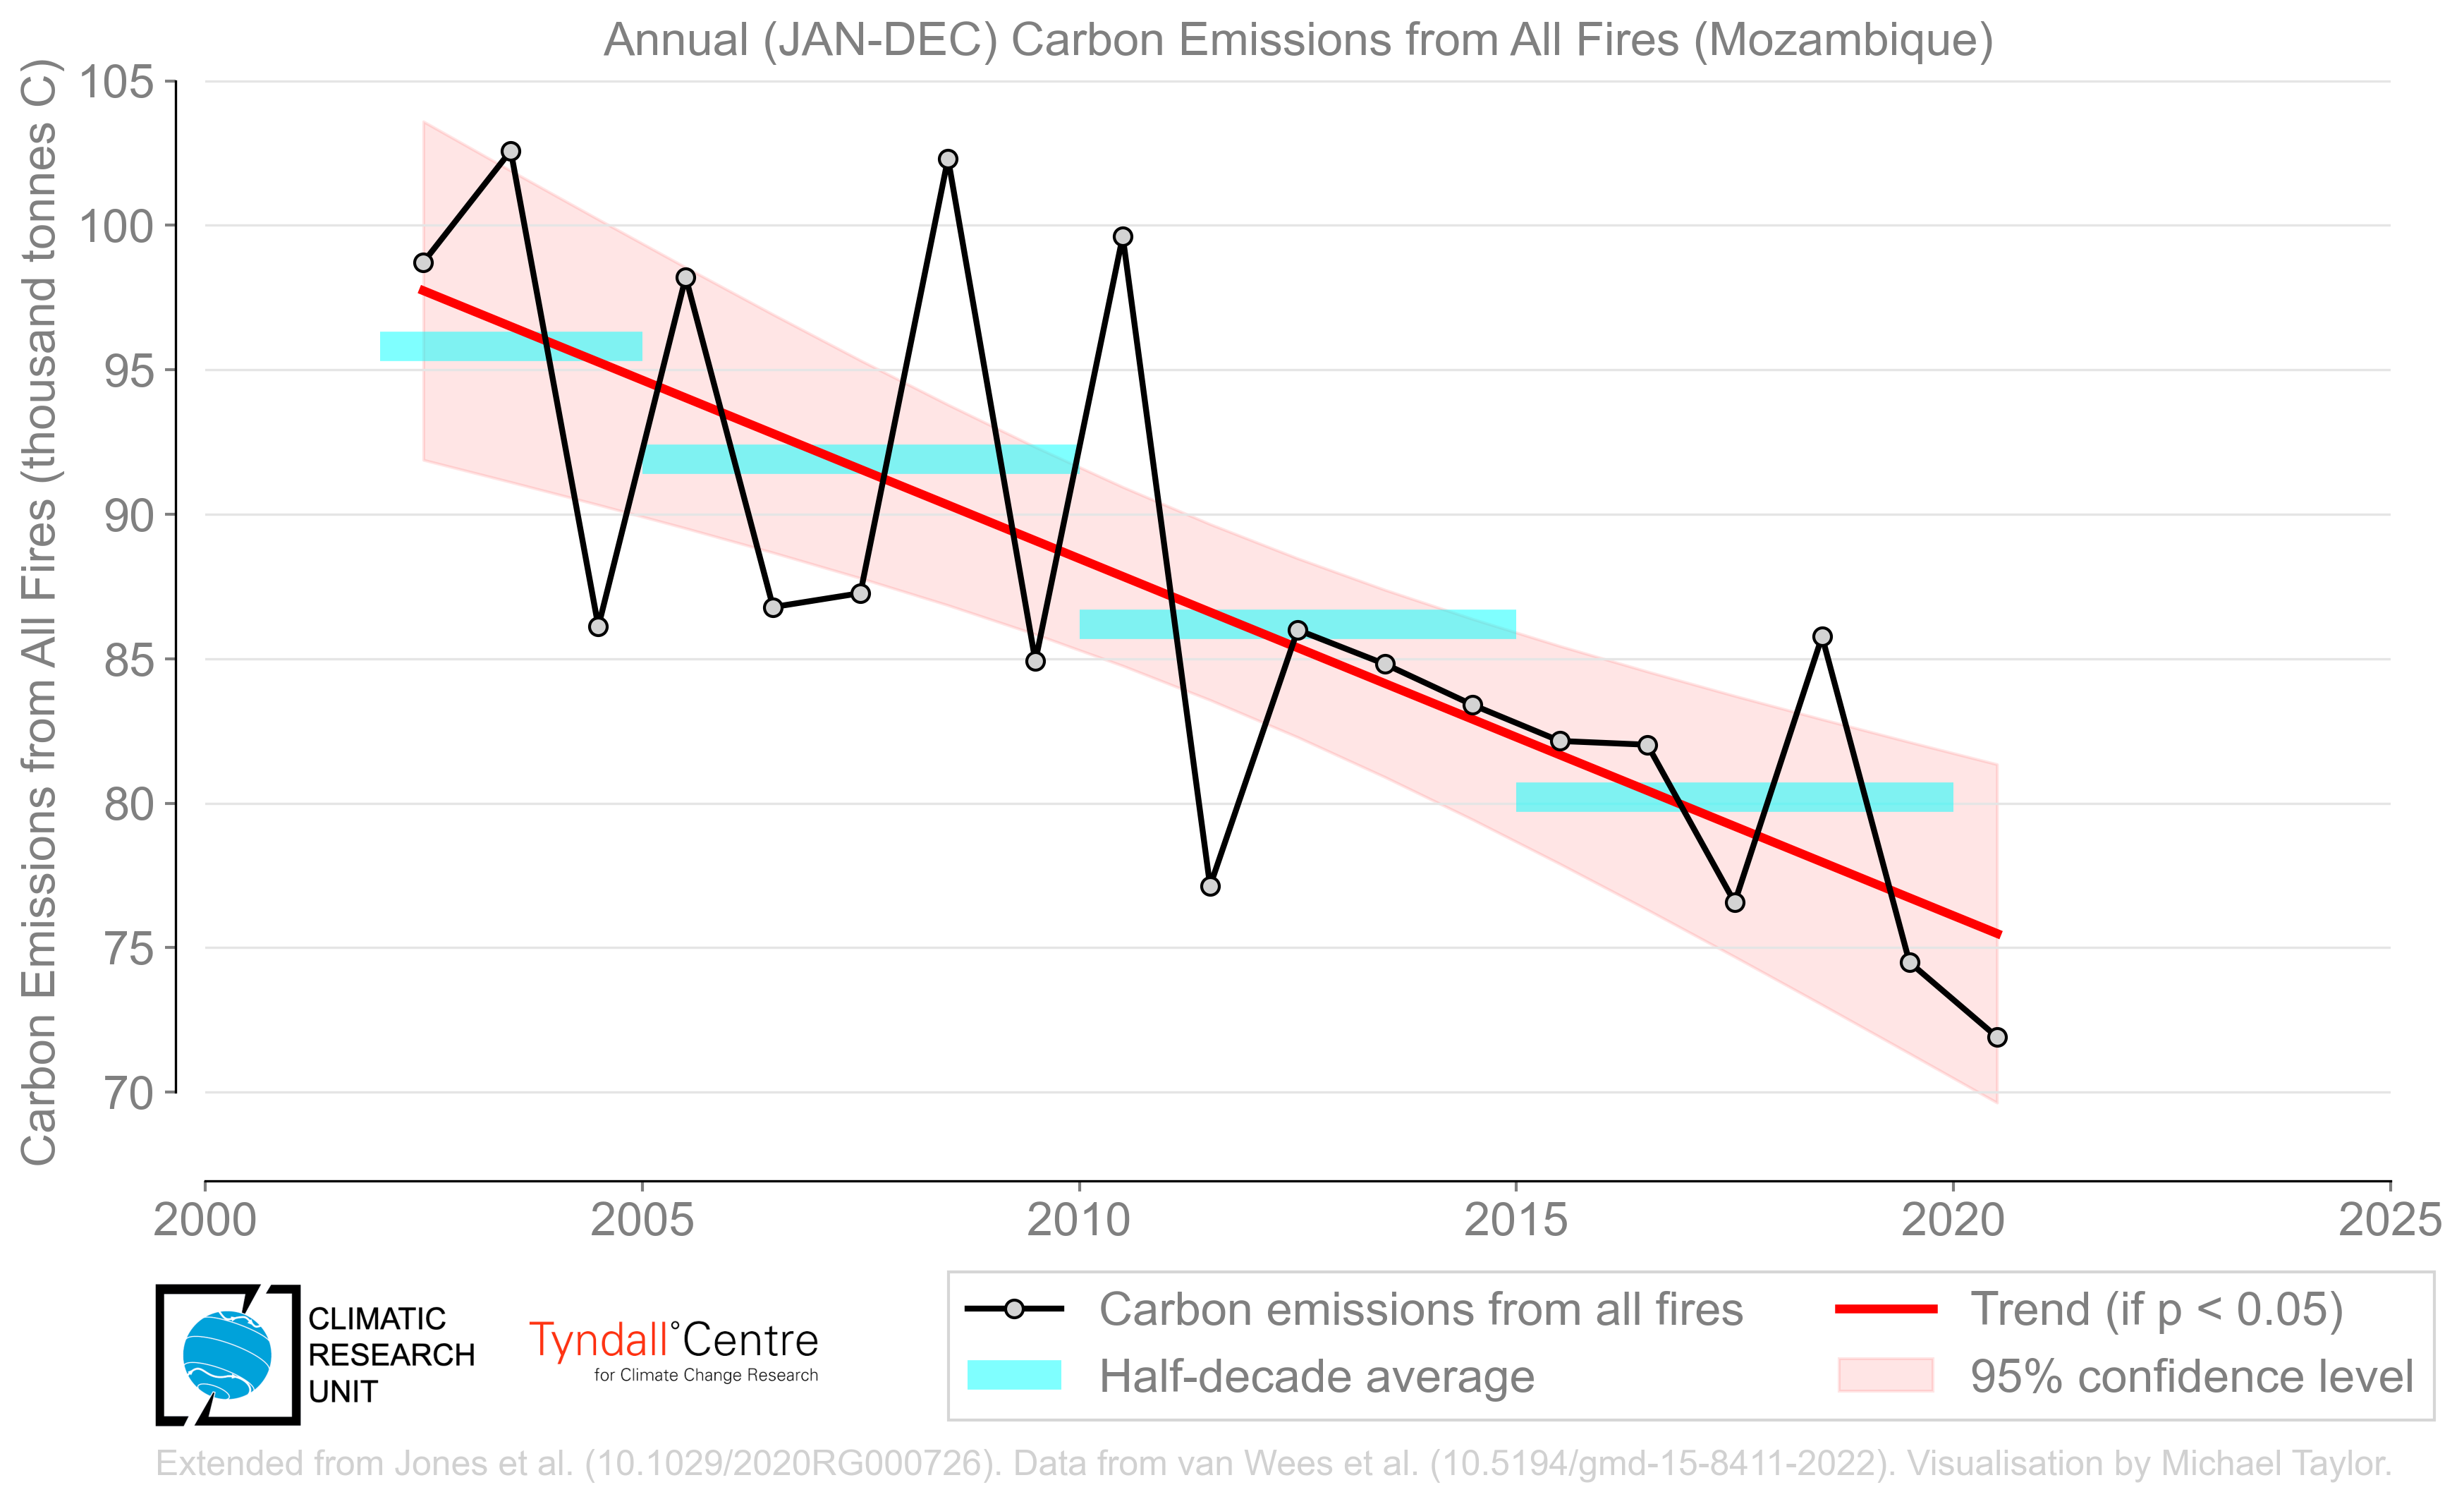 Annual (JAN-DEC) Carbon Emissions from All Fires (Mozambique)
Carbon Emissions from All Fires (thousand tonnes C)
105
100
95
90
85
80
75
70
2000 2005 2010 2015 2020 2025
CLIMATIC
RESEARCH
UNIT
Tyndall°Centre
for Climate Change Research
Carbon emissions from all fires
Half-decade average
Trend (if p < 0.05)
95% confidence level
Extended from Jones et al. (10.1029/2020RG000726). Data from van Wees et al. (10.5194/gmd-15-8411-2022). Visualisation by Michael Taylor.